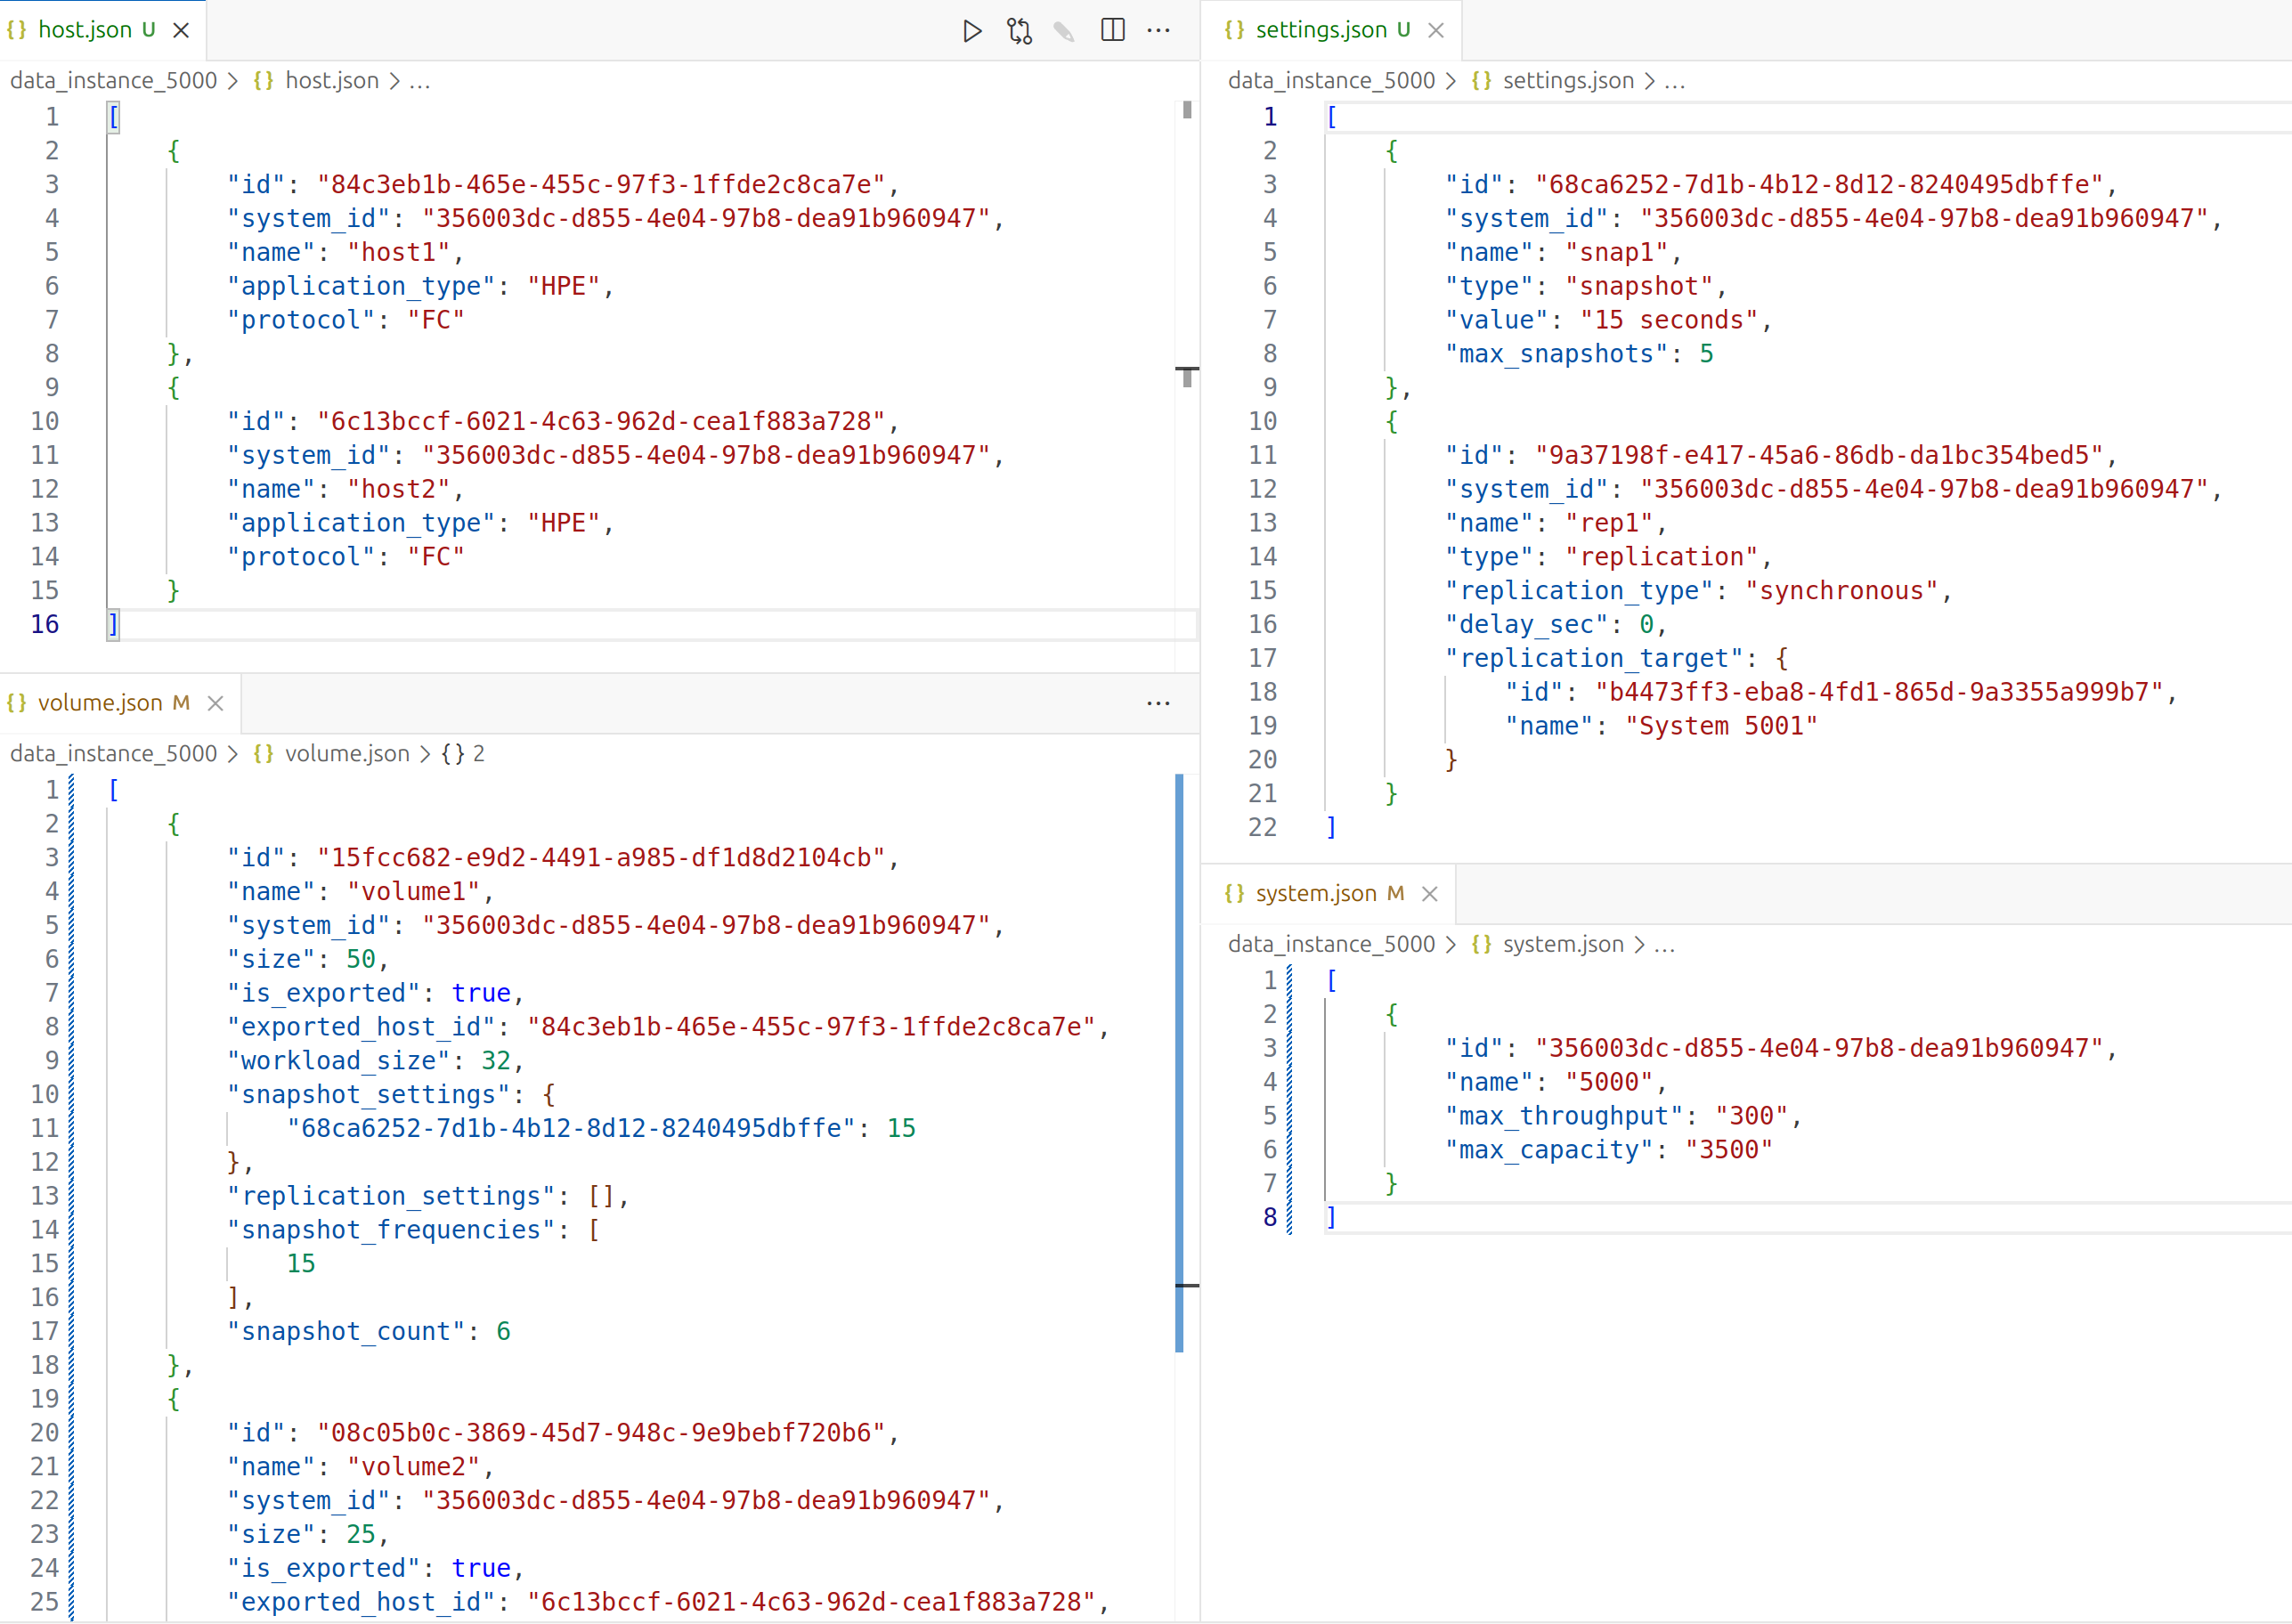 host.json U
data_instance_5000 > {} host.json > ...
1 [
2 {
3 "id": "84c3eb1b-465e-455c-97f3-1ffde2c8ca7e",
4 "system_id": "356003dc-d855-4e04-97b8-dea91b960947",
5 "name": "host1",
6 "application_type": "HPE",
7 "protocol": "FC"
8 },
9 {
10 "id": "6c13bccf-6021-4c63-962d-cea1f883a728",
11 "system_id": "356003dc-d855-4e04-97b8-dea91b960947",
12 "name": "host2",
13 "application_type": "HPE",
14 "protocol": "FC"
15 }
16 ]
{} volume.json M
data_instance_5000 > {} volume.json > {} 2
1 [
2 {
3 "id": "15fcc682-e9d2-4491-a985-df1d8d2104cb",
4 "name": "volume1",
5 "system_id": "356003dc-d855-4e04-97b8-dea91b960947",
6 "size": 50,
7 "is_exported": true,
8 "exported_host_id": "84c3eb1b-465e-455c-97f3-1ffde2c8ca7e",
9 "workload_size": 32,
10 "snapshot_settings": {
11 "68ca6252-7d1b-4b12-8d12-8240495dbffe": 15
12 },
13 "replication_settings": [],
14 "snapshot_frequencies": [
15 15
16 ],
17 "snapshot_count": 6
18 },
19 {
20 "id": "08c05b0c-3869-45d7-948c-9e9bebf720b6",
21 "name": "volume2",
22 "system_id": "356003dc-d855-4e04-97b8-dea91b960947",
23 "size": 25,
24 "is_exported": true,
25 "exported_host_id": "6c13bccf-6021-4c63-962d-cea1f883a728",
{} settings.json U
data_instance_5000 > {} settings.json > ...
1 [
2 {
3 "id": "68ca6252-7d1b-4b12-8d12-8240495dbffe",
4 "system_id": "356003dc-d855-4e04-97b8-dea91b960947",
5 "name": "snap1",
6 "type": "snapshot",
7 "value": "15 seconds",
8 "max_snapshots": 5
9 },
10 {
11 "id": "9a37198f-e417-45a6-86db-da1bc354bed5",
12 "system_id": "356003dc-d855-4e04-97b8-dea91b960947",
13 "name": "rep1",
14 "type": "replication",
15 "replication_type": "synchronous",
16 "delay_sec": 0,
17 "replication_target": {
18 "id": "b4473ff3-eba8-4fd1-865d-9a3355a999b7",
19 "name": "System 5001"
20 }
21 }
22 ]
{} system.json M
data_instance_5000 > {} system.json > ...
1 [
2 {
3 "id": "356003dc-d855-4e04-97b8-dea91b960947",
4 "name": "5000",
5 "max_throughput": "300",
6 "max_capacity": "3500"
7 }
8 ]